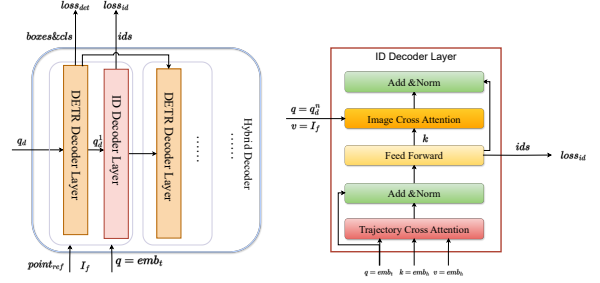 loss_det
loss_id
boxes&cls
ids
DETR Decoder Layer
ID Decoder Layer
DETR Decoder Layer
......
......
......
Hybrid Decoder
q_d
q_d^1
point_ref
I_f
q = emb_t
ID Decoder Layer
Add &Norm
q = q_d^n
v = I_f
Image Cross Attention
k
Feed Forward
ids
loss_id
Add &Norm
Trajectory Cross Attention
q = emb_t
k = emb_h
v = emb_h